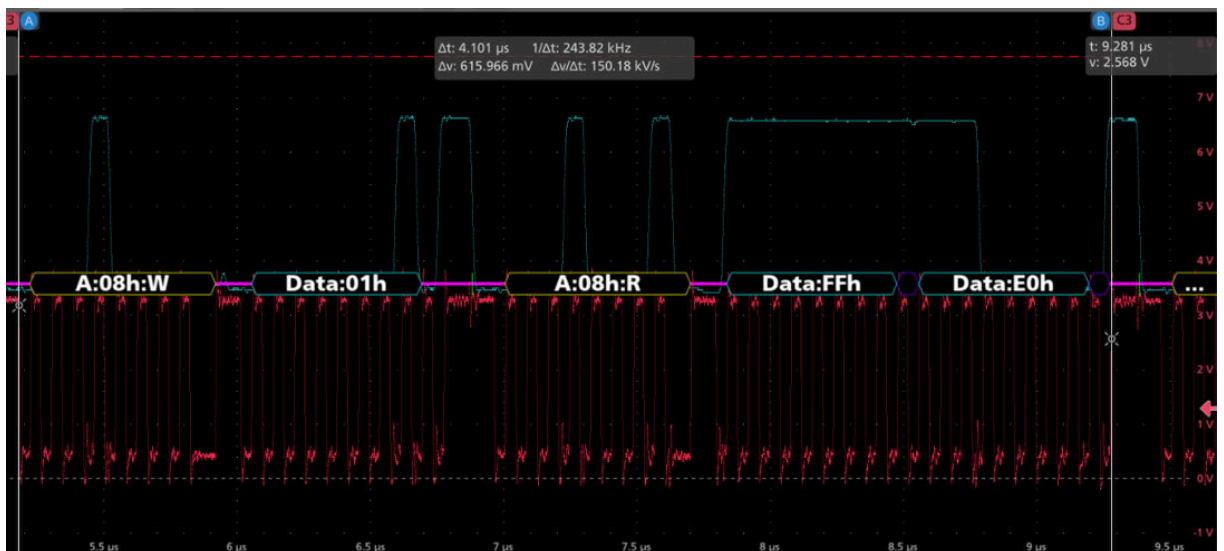 3 A B C3
Δt: 4.101 µs 1/Δt: 243.82 kHz
Δv: 615.966 mV Δv/Δt: 150.18 kV/s
t: 9.281 µs
v: 2.568 V
8 V
7 V
6 V
5 V
4 V
A:08h:W Data:01h A:08h:R Data:FFh Data:E0h ...
3 V
2 V
1 V
0 V
-1 V
5.5 µs 6 µs 6.5 µs 7 µs 7.5 µs 8 µs 8.5 µs 9 µs 9.5 µs